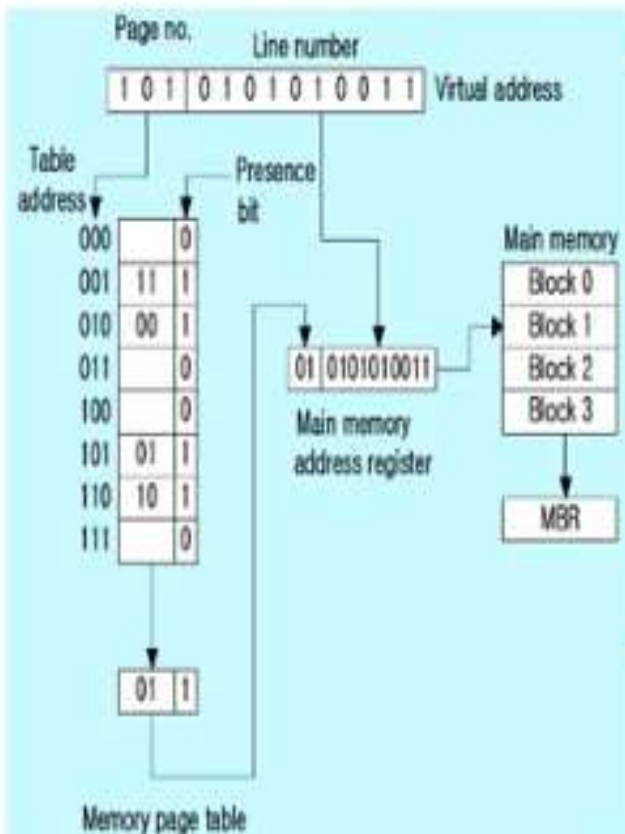 Page no.
Line number
1 0 1 0 1 0 1 0 1 0 0 1 1 Virtual address
Table
address
Presence
bit
000 0
001 11 1
010 00 1
011 0
100 0
101 01 1
110 10 1
111 0
01 0101010011
Main memory
address register
Main memory
Block 0
Block 1
Block 2
Block 3
MBR
01 1
Memory page table